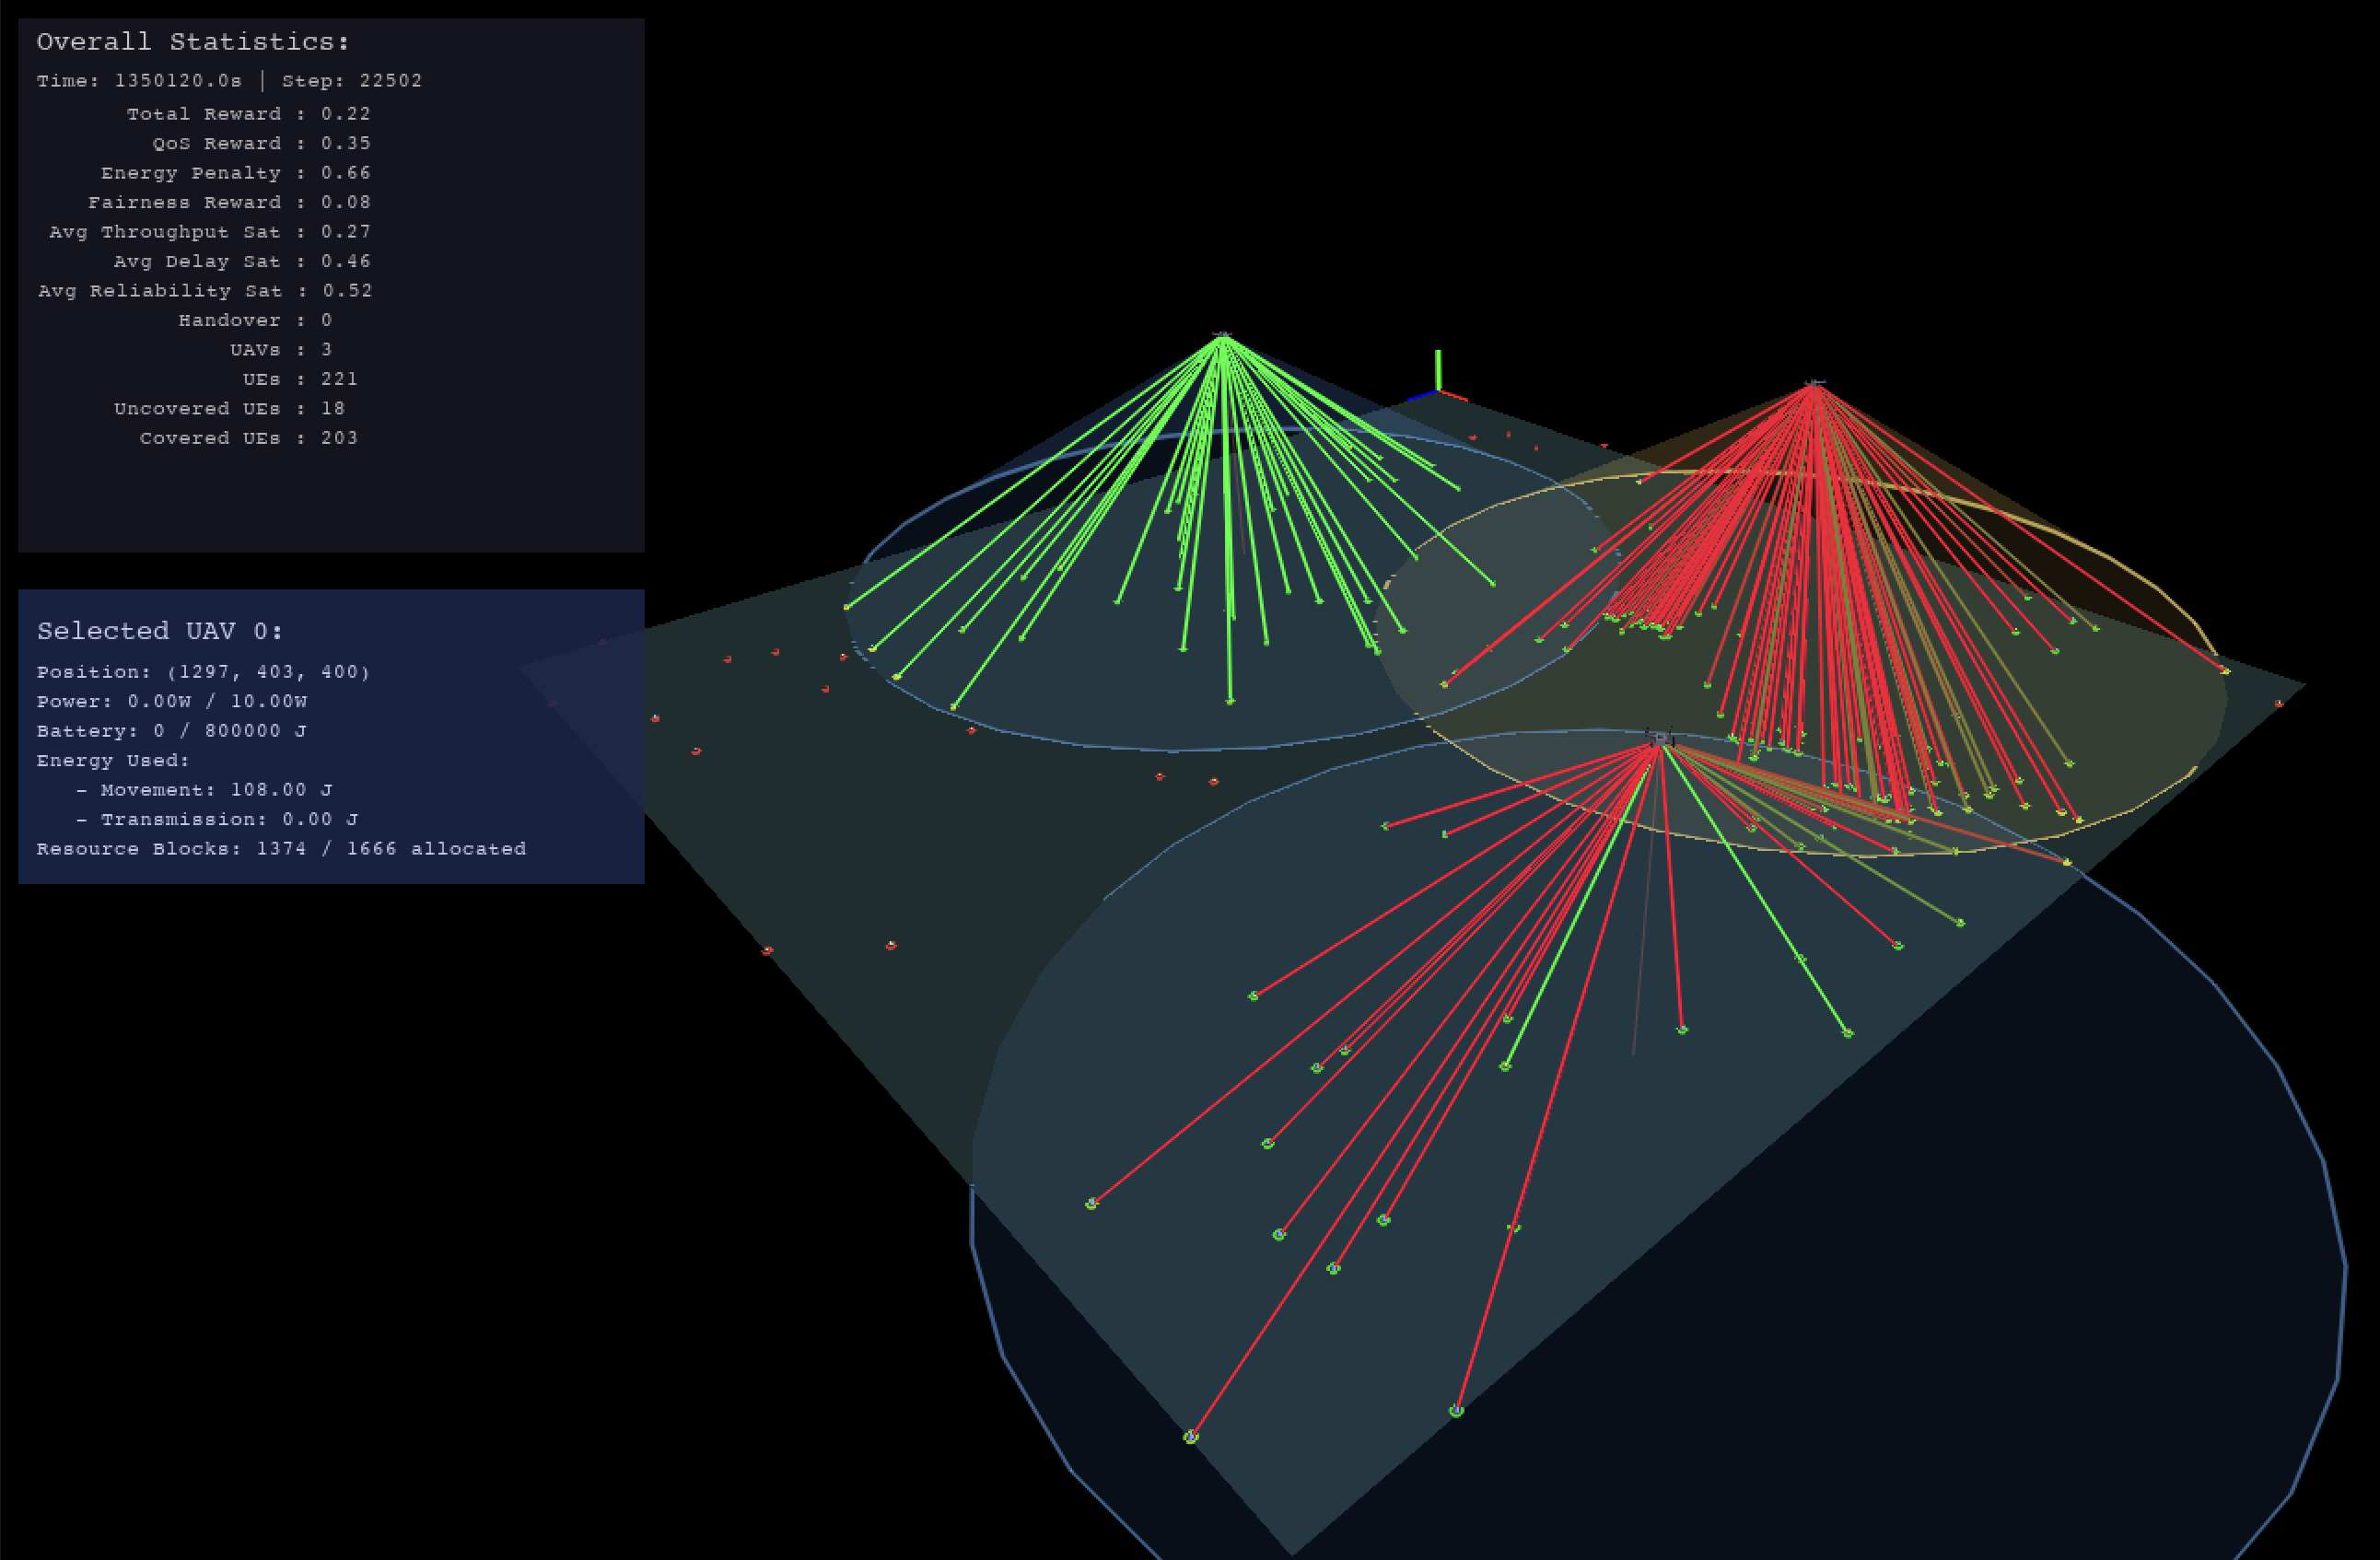 Overall Statistics:
Time: 1350120.0s | Step: 22502
Total Reward : 0.22
QoS Reward : 0.35
Energy Penalty : 0.66
Fairness Reward : 0.08
Avg Throughput Sat : 0.27
Avg Delay Sat : 0.46
Avg Reliability Sat : 0.52
Handover : 0
UAVs : 3
UEs : 221
Uncovered UEs : 18
Covered UEs : 203
Selected UAV 0:
Position: (1297, 403, 400)
Power: 0.00W / 10.00W
Battery: 0 / 800000 J
Energy Used:
- Movement: 108.00 J
- Transmission: 0.00 J
Resource Blocks: 1374 / 1666 allocated